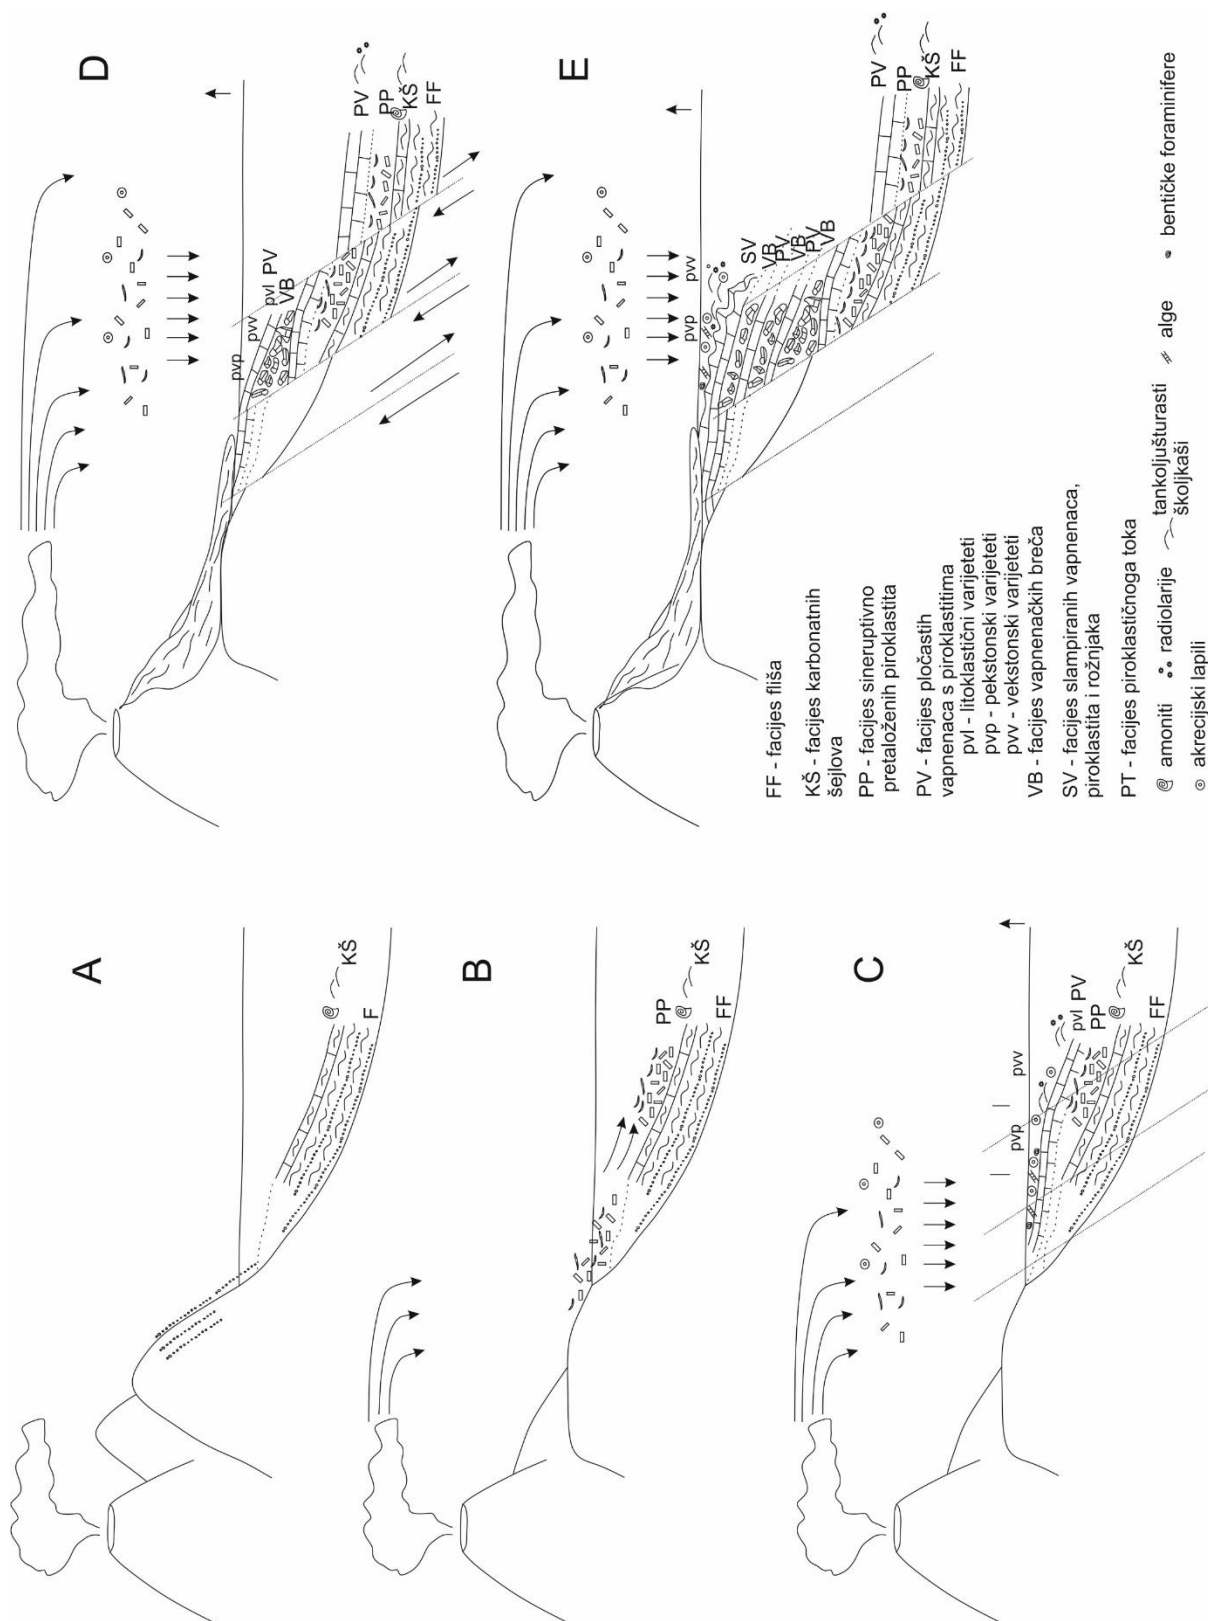 A
KŠ
F
B
PP
KŠ
FF
C
pvp pvv
pvl PV
PP
KŠ
FF
D
pvp pvv pvl PV
VB
PV
PP
KŠ
FF
E
pvp pvv
SV
VB
PV
VB
PV
VB
PV
PP
KŠ
FF
FF - facijes fliša
KŠ - facijes karbonatnih
šejlova
PP - facijes sineruptivno
pretaloženih piroklastita
PV - facijes pločastih
vapnenaca s piroklastitima
pvl - litoklastični varijeteti
pvp - pekstonski varijeteti
pvv - vekstonski varijeteti
VB - facijes vapnenačkih breča
SV - facijes slampiranih vapnenaca,
piroklastita i rožnjaka
PT - facijes piroklastičnoga toka
amoniti radiolarije tankoljušturasti
školjkaši alge bentičke foraminifere
akrecijski lapili